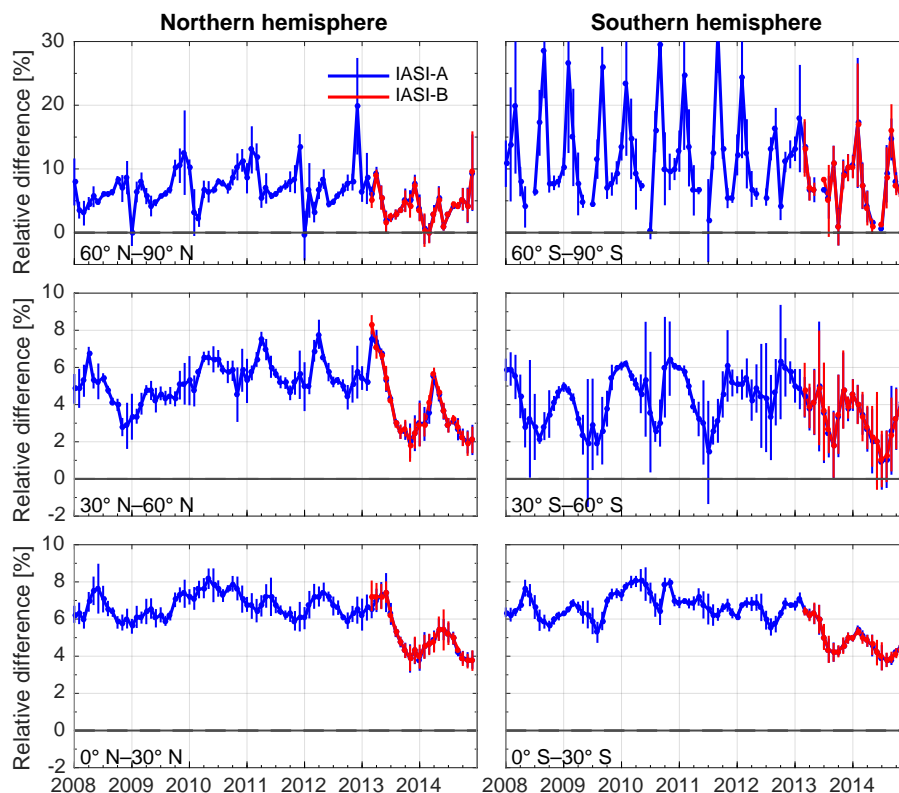 Northern hemisphere
Southern hemisphere
Relative difference [%]
30
20
10
0
IASI-A
IASI-B
60° N–90° N
60° S–90° S
Relative difference [%]
10
8
6
4
2
0
-2
30° N–60° N
30° S–60° S
Relative difference [%]
10
8
6
4
2
0
-2
0° N–30° N
0° S–30° S
2008 2009 2010 2011 2012 2013 2014
2008 2009 2010 2011 2012 2013 2014